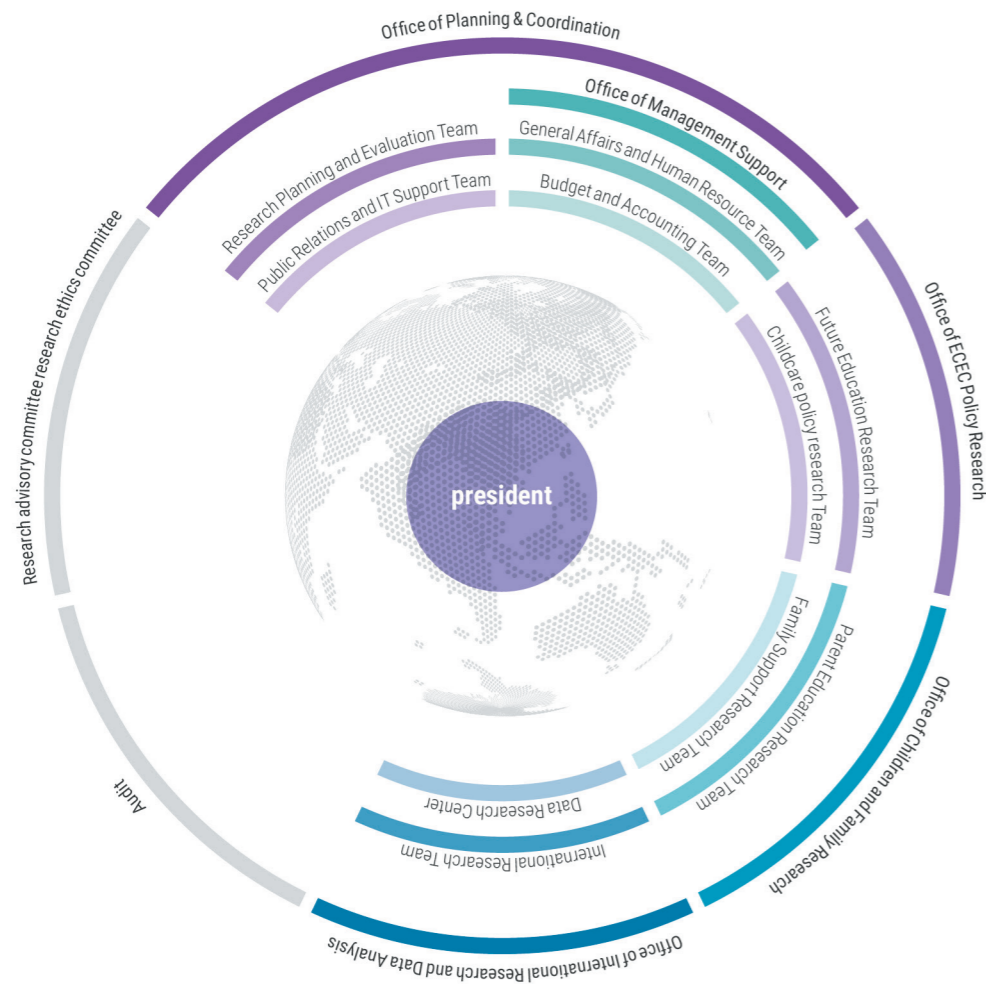 Office of Planning & Coordination
Office of Management Support
Research Planning and Evaluation Team
General Affairs and Human Resource Team
Public Relations and IT Support Team
Budget and Accounting Team
Office of ECEC Policy Research
Future Education Research Team
Childcare policy research Team
president
Office of Children and Family Research
Parent Education Research Team
Family Support Research Team
Office of International Research and Data Analysis
International Research Team
Data Research Center
Audit
Research advisory committee research ethics committee